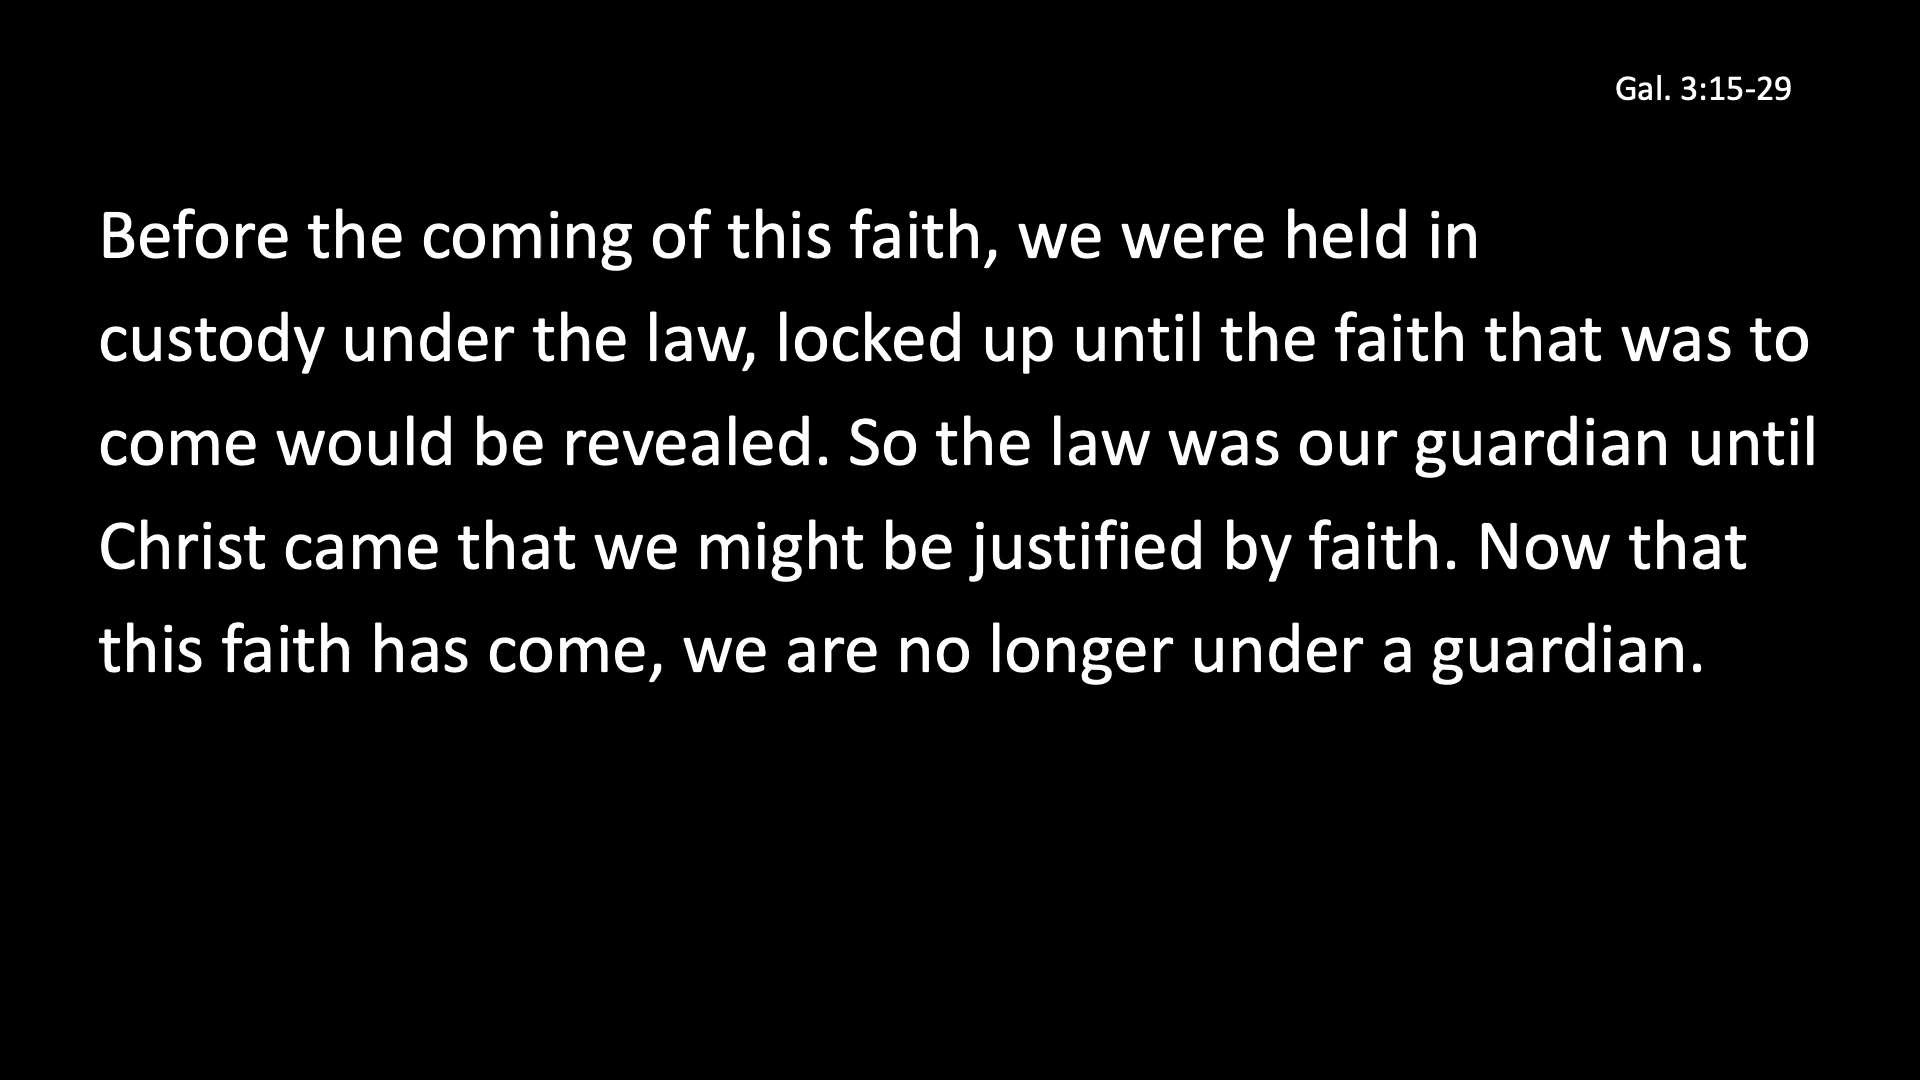 Gal. 3:15-29
Before the coming of this faith, we were held in
custody under the law, locked up until the faith that was to
come would be revealed. So the law was our guardian until
Christ came that we might be justified by faith. Now that
this faith has come, we are no longer under a guardian.